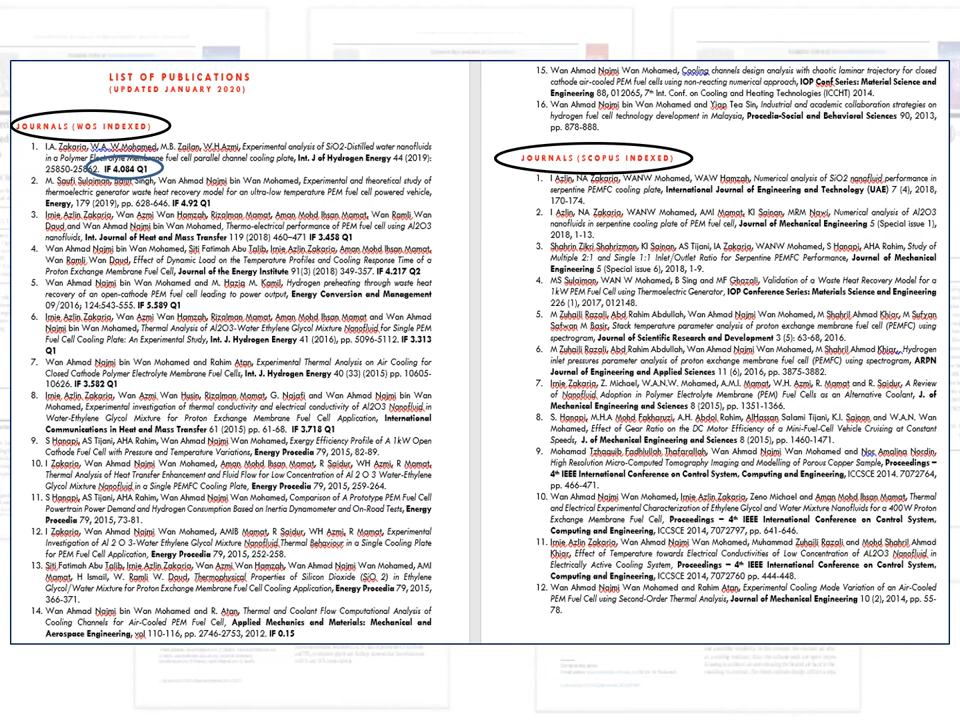 LIST OF PUBLICATIONS
(UPDATED JANUARY 2020)
JOURNALS (WOS INDEXED)
1. I.A. Zakaria, W.A. W.Mohamed, M.B. Zailan, W.H.Azmi, Experimental analysis of SiO2-Distilled water nanofluids
in a Polymer Electrolyte Membrane fuel cell parallel channel cooling plate, Int. J of Hydrogen Energy 44 (2019):
25850-25862. IF 4.084 Q1
2. M. Saufi Sulaiman, Baljit Singh, Wan Ahmad Najmi bin Wan Mohamed, Experimental and theoretical study of
thermoelectric generator waste heat recovery model for an ultra-low temperature PEM fuel cell powered vehicle,
Energy, 179 (2019), pp. 628-646. IF 4.92 Q1
3. Irnie Azlin Zakaria, Wan Azmi Wan Hamzah, Rizalman Mamat, Aman Mohd Ihsan Mamat, Wan Ramli Wan
Daud and Wan Ahmad Najmi bin Wan Mohamed, Thermo-electrical performance of PEM fuel cell using Al2O3
nanofluids, Int. Journal of Heat and Mass Transfer 119 (2018) 460–471 IF 3.458 Q1
4. Wan Ahmad Najmi bin Wan Mohamed, Siti Fatimah Abu Talib, Irnie Azlin Zakaria, Aman Mohd Ihsan Mamat,
Wan Ramli Wan Daud, Effect of Dynamic Load on the Temperature Profiles and Cooling Response Time of a
Proton Exchange Membrane Fuel Cell, Journal of the Energy Institute 91(3) (2018) 349-357. IF 4.217 Q2
5. Wan Ahmad Najmi bin Wan Mohamed and M. Haziq M. Kamil, Hydrogen preheating through waste heat
recovery of an open-cathode PEM fuel cell leading to power output, Energy Conversion and Management
09/2016; 124:543-555. IF 5.589 Q1
6. Irnie Azlin Zakaria, Wan Azmi Wan Hamzah, Rizalman Mamat, Aman Mohd Ihsan Mamat and Wan Ahmad
Najmi bin Wan Mohamed, Thermal Analysis of Al2O3-Water Ethylene Glycol Mixture Nanofluid for Single PEM
Fuel Cell Cooling Plate: An Experimental Study, Int. J. Hydrogen Energy 41 (2016), pp. 5096-5112. IF 3.313
Q1
7. Wan Ahmad Najmi bin Wan Mohamed and Rahim Atan, Experimental Thermal Analysis on Air Cooling for
Closed Cathode Polymer Electrolyte Membrane Fuel Cells, Int. J. Hydrogen Energy 40 (33) (2015) pp. 10605-
10626. IF 3.582 Q1
8. Irnie Azlin Zakaria, Wan Azmi Wan Husin, Rizalman Mamat, G. Najafi and Wan Ahmad Najmi bin Wan
Mohamed, Experimental investigation of thermal conductivity and electrical conductivity of Al2O3 Nanofluid in
Water-Ethylene Glycol Mixture for Proton Exchange Membrane Fuel Cell Application, International
Communications in Heat and Mass Transfer 61 (2015) pp. 61-68. IF 3.718 Q1
9. S Hanapi, AS Tijani, AHA Rahim, Wan Ahmad Najmi bin Wan Mohamed, Exergy Efficiency Profile of A 1kW Open
Cathode Fuel Cell with Pressure and Temperature Variations, Energy Procedia 79, 2015, 82-89.
10. I Zakaria, Wan Ahmad Najmi bin Wan Mohamed, Aman Mohd Ihsan Mamat, R Saidur, WH Azmi, R Mamat,
Thermal Analysis of Heat Transfer Enhancement and Fluid Flow for Low Concentration of Al 2 O 3 Water-Ethylene
Glycol Mixture Nanofluid in a Single PEMFC Cooling Plate, Energy Procedia 79, 2015, 259-264.
11. S Hanapi, AS Tijani, AHA Rahim, Wan Ahmad Najmi bin Wan Mohamed, Comparison of A Prototype PEM Fuel Cell
Powertrain Power Demand and Hydrogen Consumption Based on Inertia Dynamometer and On-Road Tests, Energy
Procedia 79, 2015, 73-81.
12. I Zakaria, Wan Ahmad Najmi bin Wan Mohamed, AMIB Mamat, R Saidur, WH Azmi, R Mamat, Experimental
Investigation of Al 2 O 3-Water Ethylene Glycol Mixture Nanofluid Thermal Behaviour in a Single Cooling Plate
for PEM Fuel Cell Application, Energy Procedia 79, 2015, 252-258.
13. Siti Fatimah Abu Talib, Irnie Azlin Zakaria, Wan Azmi Wan Hamzah, Wan Ahmad Najmi bin Wan Mohamed, AMI
Mamat, H Ismail, W. Ramli W. Daud, Thermophysical Properties of Silicon Dioxide (SiO 2) in Ethylene
Glycol/Water Mixture for Proton Exchange Membrane Fuel Cell Cooling Application, Energy Procedia 79, 2015,
366-371.
14. Wan Ahmad Najmi bin Wan Mohamed and R. Atan, Thermal and Coolant Flow Computational Analysis of
Cooling Channels for Air-Cooled PEM Fuel Cell, Applied Mechanics and Materials: Mechanical and
Aerospace Engineering, vol 110-116, pp. 2746-2753, 2012. IF 0.15
15. Wan Ahmad Najmi Wan Mohamed, Cooling channels design analysis with chaotic laminar trajectory for closed
cathode air-cooled PEM fuel cells using non-reacting numerical approach, IOP Conf. Series: Material Science and
Engineering 88, 012065, 7th Int. Conf. on Cooling and Heating Technologies (ICCHT) 2014.
16. Wan Ahmad Najmi bin Wan Mohamed and Yiap Tea Sin, Industrial and academic collaboration strategies on
hydrogen fuel cell technology development in Malaysia, Procedia-Social and Behavioral Sciences 90, 2013,
pp. 878-888.
JOURNALS (SCOPUS INDEXED)
1. I Azlin, NA Zakaria, WANW Mohamed, WAW Hamzah, Numerical analysis of SiO2 nanofluid performance in
serpentine PEMFC cooling plate, International Journal of Engineering and Technology (UAE) 7 (4), 2018,
170-174.
2. I Azlin, NA Zakaria, WANW Mohamed, AMI Mamat, KI Sainan, MRM Nawi, Numerical analysis of Al2O3
nanofluids in serpentine cooling plate of PEM fuel cell, Journal of Mechanical Engineering 5 (Special issue 1),
2018, 1-13.
3. Shahrin Zikri Shahrizman, KI Sainan, AS Tijani, IA Zakaria, WANW Mohamed, S Hanapi, AHA Rahim, Study of
Multiple 2:1 and Single 1:1 Inlet/Outlet Ratio for Serpentine PEMFC Performance, Journal of Mechanical
Engineering 5 (Special issue 6), 2018, 1-9.
4. MS Sulaiman, WAN W Mohamed, B Sing and MF Ghazali, Validation of a Waste Heat Recovery Model for a
1kW PEM Fuel Cell using Thermoelectric Generator, IOP Conference Series: Materials Science and Engineering
226 (1), 2017, 012148.
5. M Zuhaili Razali, Abd Rahim Abdullah, Wan Ahmad Najmi Wan Mohamed, M Shahril Ahmad Khiar, M Sufyan
Safwan M Basir, Stack temperature parameter analysis of proton exchange membrane fuel cell (PEMFC) using
spectrogram, Journal of Scientific Research and Development 3 (5): 63-68, 2016.
6. M Zuhaili Razali, Abd Rahim Abdullah, Wan Ahmad Najmi Wan Mohamed, M Shahril Ahmad Khiar, Hydrogen
inlet pressures parameter analysis of proton exchange membrane fuel cell (PEMFC) using spectrogram, ARPN
Journal of Engineering and Applied Sciences 11 (6), 2016, pp. 3875-3882.
7. Irnie Zakaria, Z. Michael, W.A.N.W. Mohamed, A.M.I. Mamat, W.H. Azmi, R. Mamat and R. Saidur, A Review
of Nanofluid Adoption in Polymer Electrolyte Membrane (PEM) Fuel Cells as an Alternative Coolant, J. of
Mechanical Engineering and Sciences 8 (2015), pp. 1351-1366.
8. S. Hanapi, M.H.A Mohd Fakhanzi, A.H. Abdol Rahim, AlHassan Salami Tijani, K.I. Sainan and W.A.N. Wan
Mohamed, Effect of Gear Ratio on the DC Motor Efficiency of a Mini-Fuel-Cell Vehicle Cruising at Constant
Speeds, J. of Mechanical Engineering and Sciences 8 (2015), pp. 1460-1471.
9. Mohamad Tzhaquib Fadhlullah Thafarallah, Wan Ahmad Najmi bin Wan Mohamed and Nor Amalina Nordin,
High Resolution Micro-Computed Tomography Imaging and Modelling of Porous Copper Sample, Proceedings –
4th IEEE International Conference on Control System, Computing and Engineering, ICCSCE 2014. 7072764,
pp. 466-471.
10. Wan Ahmad Najmi bin Wan Mohamed, Irnie Azlin Zakaria, Zeno Michael and Aman Mohd Ihsan Mamat, Thermal
and Electrical Experimental Characterization of Ethylene Glycol and Water Mixture Nanofluids for a 400W Proton
Exchange Membrane Fuel Cell, Proceedings – 4th IEEE International Conference on Control System,
Computing and Engineering, ICCSCE 2014, 7072797, pp. 641-646.
11. Irnie Azlin Zakaria, Wan Ahmad Najmi bin Wan Mohamed, Muhammad Zuhaili Razali and Mohd Shahril Ahmad
Khiar, Effect of Temperature towards Electrical Conductivities of Low Concentration of AL2O3 Nanofluid in
Electrically Active Cooling System, Proceedings – 4th IEEE International Conference on Control System,
Computing and Engineering, ICCSCE 2014, 7072760 pp. 444-448.
12. Wan Ahmad Najmi bin Wan Mohamed and Rahim Atan, Experimental Cooling Mode Variation of an Air-Cooled
PEM Fuel Cell using Second-Order Thermal Analysis, Journal of Mechanical Engineering 10 (2), 2014, pp. 55-
78.